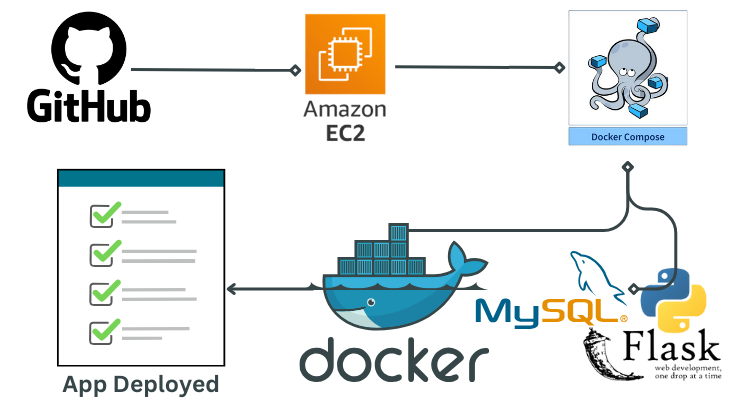 GitHub
Amazon
EC2
Docker Compose
App Deployed
docker
MySQL®
Flask
web development,
one drop at a time